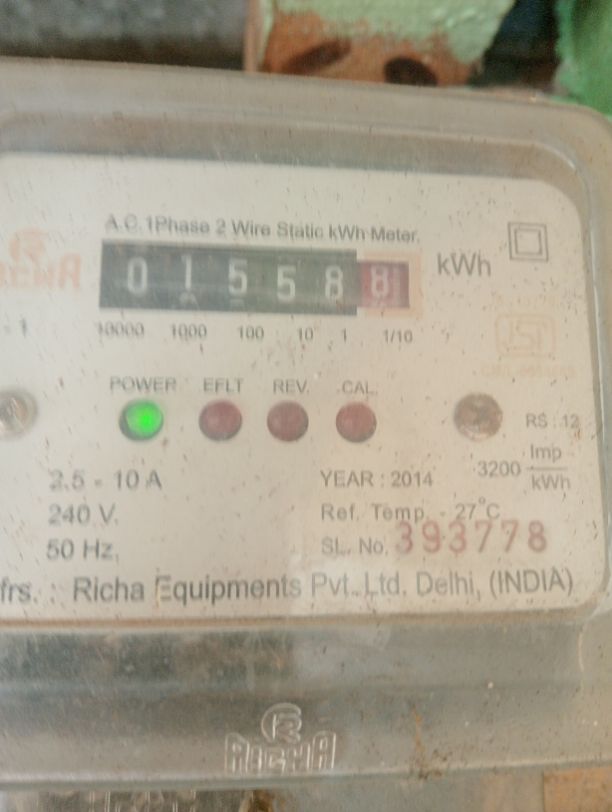 A.C. 1Phase 2 Wire Static kWh Meter.
0 1 5 5 8 8 kWh
10000 1000 100 10 1 1/10
POWER EFLT REV. CAL.
RS : 12
3200 Imp
kWh
2.5 - 10 A
240 V.
50 Hz.
YEAR : 2014
Ref. Temp. - 27°C
SL. No. 393778
frs. : Richa Equipments Pvt. Ltd. Delhi, (INDIA)
RICHA